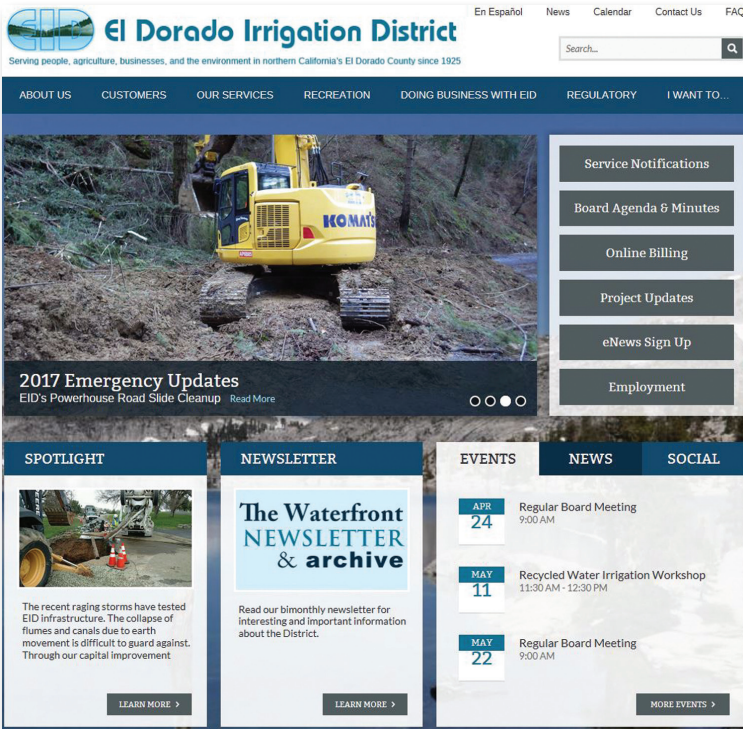 En Español News Calendar Contact Us FAQ
EID El Dorado Irrigation District
Serving people, agriculture, businesses, and the environment in northern California's El Dorado County since 1925
Search...
ABOUT US CUSTOMERS OUR SERVICES RECREATION DOING BUSINESS WITH EID REGULATORY I WANT TO...
KOMATS
Service Notifications
Board Agenda & Minutes
Online Billing
Project Updates
eNews Sign Up
Employment
2017 Emergency Updates
EID's Powerhouse Road Slide Cleanup Read More
SPOTLIGHT
DEERE
The recent raging storms have tested
EID infrastructure. The collapse of
flumes and canals due to earth
movement is difficult to guard against.
Through our capital improvement
LEARN MORE >
NEWSLETTER
The Waterfront
NEWSLETTER
& archive
Read our bimonthly newsletter for
interesting and important information
about the District.
LEARN MORE >
EVENTS NEWS SOCIAL
APR
24
Regular Board Meeting
9:00 AM
MAY
11
Recycled Water Irrigation Workshop
11:30 AM - 12:30 PM
MAY
22
Regular Board Meeting
9:00 AM
MORE EVENTS >